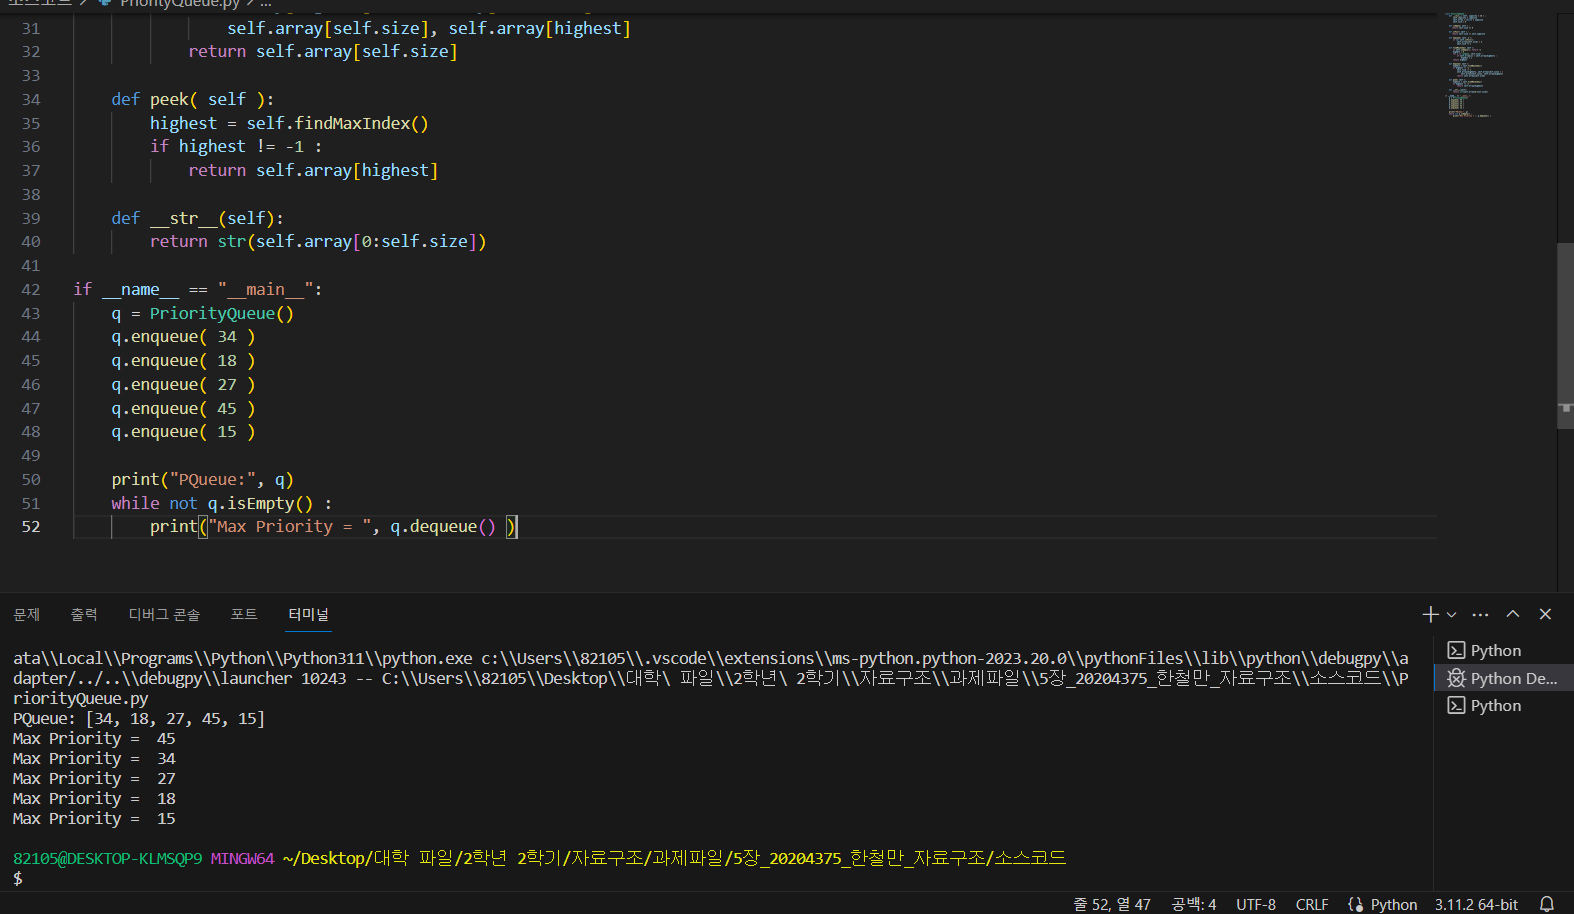 PriorityQueue.py > ...
31 self.array[self.size], self.array[highest]
32 return self.array[self.size]
33
34 def peek( self ):
35 highest = self.findMaxIndex()
36 if highest != -1 :
37 return self.array[highest]
38
39 def __str__(self):
40 return str(self.array[0:self.size])
41
42 if __name__ == "__main__":
43 q = PriorityQueue()
44 q.enqueue( 34 )
45 q.enqueue( 18 )
46 q.enqueue( 27 )
47 q.enqueue( 45 )
48 q.enqueue( 15 )
49
50 print("PQueue:", q)
51 while not q.isEmpty() :
52 print("Max Priority = ", q.dequeue() )
문제 출력 디버그 콘솔 포트 터미널
ata\\Local\\Programs\\Python\\Python311\\python.exe c:\\Users\\82105\\.vscode\\extensions\\ms-python.python-2023.20.0\\pythonFiles\\lib\\python\\debugpy\\a
dapter/../..\\debugpy\\launcher 10243 -- C:\\Users\\82105\\Desktop\\대학\ 파일\\2학년\ 2학기\\자료구조\\과제파일\\5장_20204375_한철만_자료구조\\소스코드\\P
riorityQueue.py
PQueue: [34, 18, 27, 45, 15]
Max Priority =  45
Max Priority =  34
Max Priority =  27
Max Priority =  18
Max Priority =  15
82105@DESKTOP-KLMSQP9 MINGW64 ~/Desktop/대학 파일/2학년 2학기/자료구조/과제파일/5장_20204375_한철만_자료구조/소스코드
$
Python
Python De...
Python
줄 52, 열 47 공백: 4 UTF-8 CRLF Python 3.11.2 64-bit